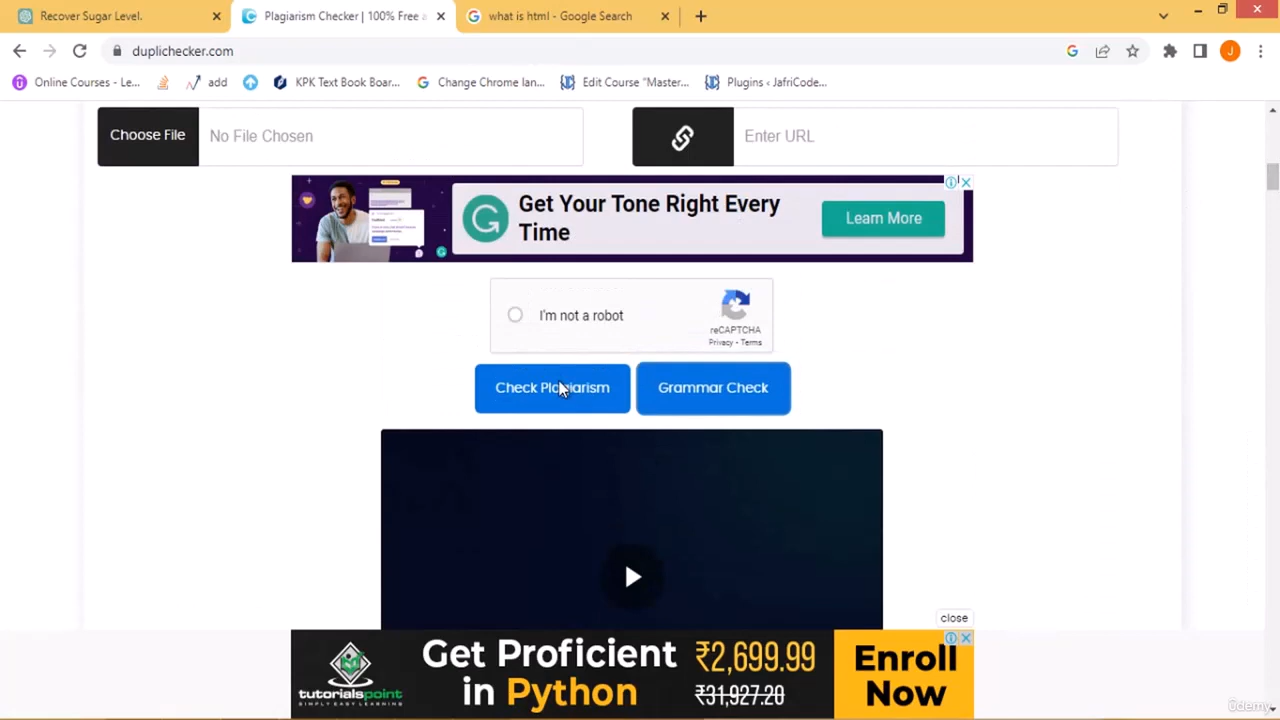 Recover Sugar Level.
Plagiarism Checker | 100% Free a
what is html - Google Search
duplichecker.com
J
Online Courses - Le...
add
KPK Text Book Boar...
Change Chrome lan...
Edit Course "Master...
Plugins ‹ JafriCode...
Choose File
No File Chosen
Enter URL
Get Your Tone Right Every
Time
Learn More
I'm not a robot
reCAPTCHA
Privacy - Terms
Check Plagiarism
Grammar Check
close
tutorialspoint
SIMPLY EASY LEARNING
Get Proficient
in Python
₹2,699.99
₹31,927.20
Enroll
Now
ûdemy